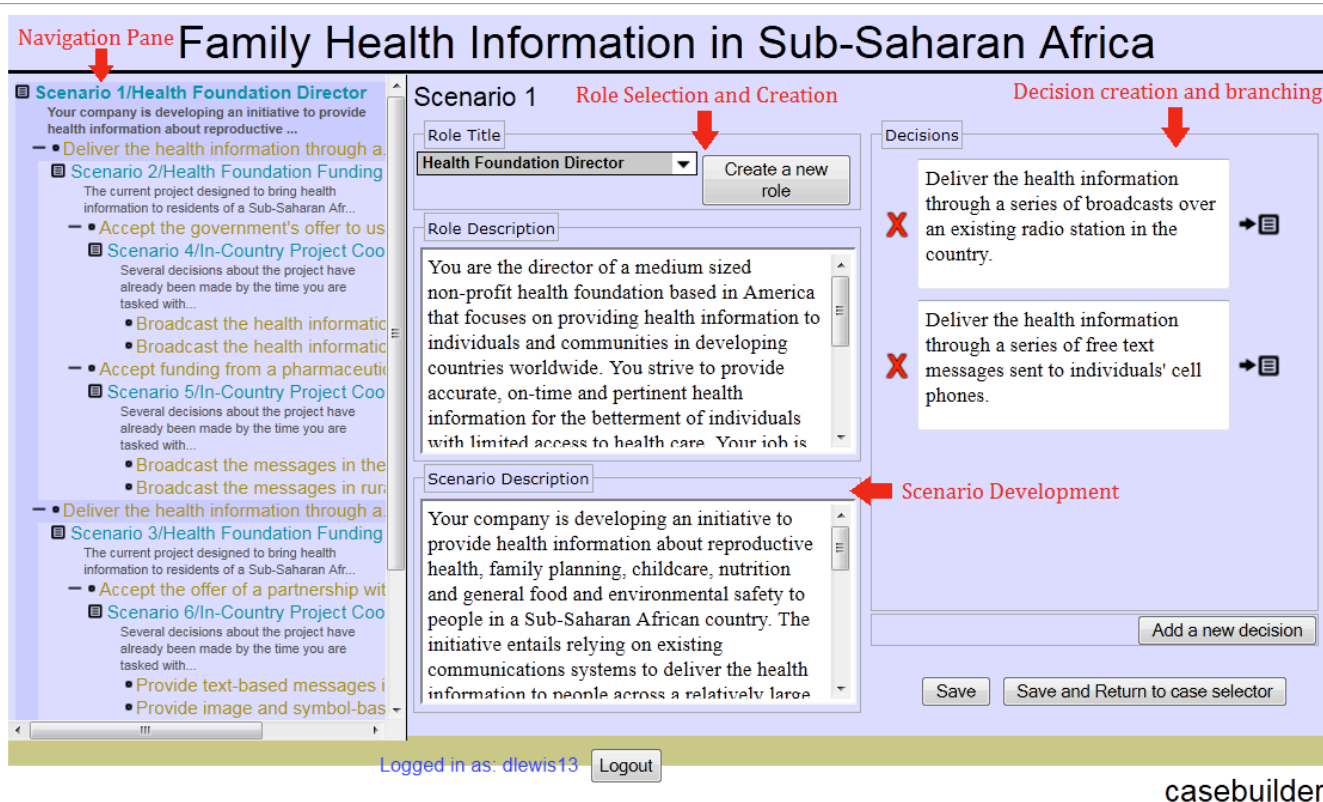 Navigation Pane
Family Health Information in Sub-Saharan Africa
Scenario 1/Health Foundation Director
Your company is developing an initiative to provide
health information about reproductive ...
Deliver the health information through a.
Scenario 2/Health Foundation Funding
The current project designed to bring health
information to residents of a Sub-Saharan Afr...
Accept the government's offer to us
Scenario 4/In-Country Project Coo
Several decisions about the project have
already been made by the time you are
tasked with...
Broadcast the health informatic
Broadcast the health informatic
Accept funding from a pharmaceutic
Scenario 5/In-Country Project Coo
Several decisions about the project have
already been made by the time you are
tasked with...
Broadcast the messages in the
Broadcast the messages in rura
Deliver the health information through a.
Scenario 3/Health Foundation Funding
The current project designed to bring health
information to residents of a Sub-Saharan Afr...
Accept the offer of a partnership wit
Scenario 6/In-Country Project Coo
Several decisions about the project have
already been made by the time you are
tasked with...
Provide text-based messages i
Provide image and symbol-bas
Scenario 1
Role Selection and Creation
Role Title
Health Foundation Director
Create a new
role
Role Description
You are the director of a medium sized
non-profit health foundation based in America
that focuses on providing health information to
individuals and communities in developing
countries worldwide. You strive to provide
accurate, on-time and pertinent health
information for the betterment of individuals
with limited access to health care. Your job is
Scenario Description
Scenario Development
Your company is developing an initiative to
provide health information about reproductive
health, family planning, childcare, nutrition
and general food and environmental safety to
people in a Sub-Saharan African country. The
initiative entails relying on existing
communications systems to deliver the health
information to people across a relatively large
Decision creation and branching
Decisions
X
Deliver the health information
through a series of broadcasts over
an existing radio station in the
country.
X
Deliver the health information
through a series of free text
messages sent to individuals' cell
phones.
Add a new decision
Save
Save and Return to case selector
Logged in as: dlewis13
Logout
casebuilder